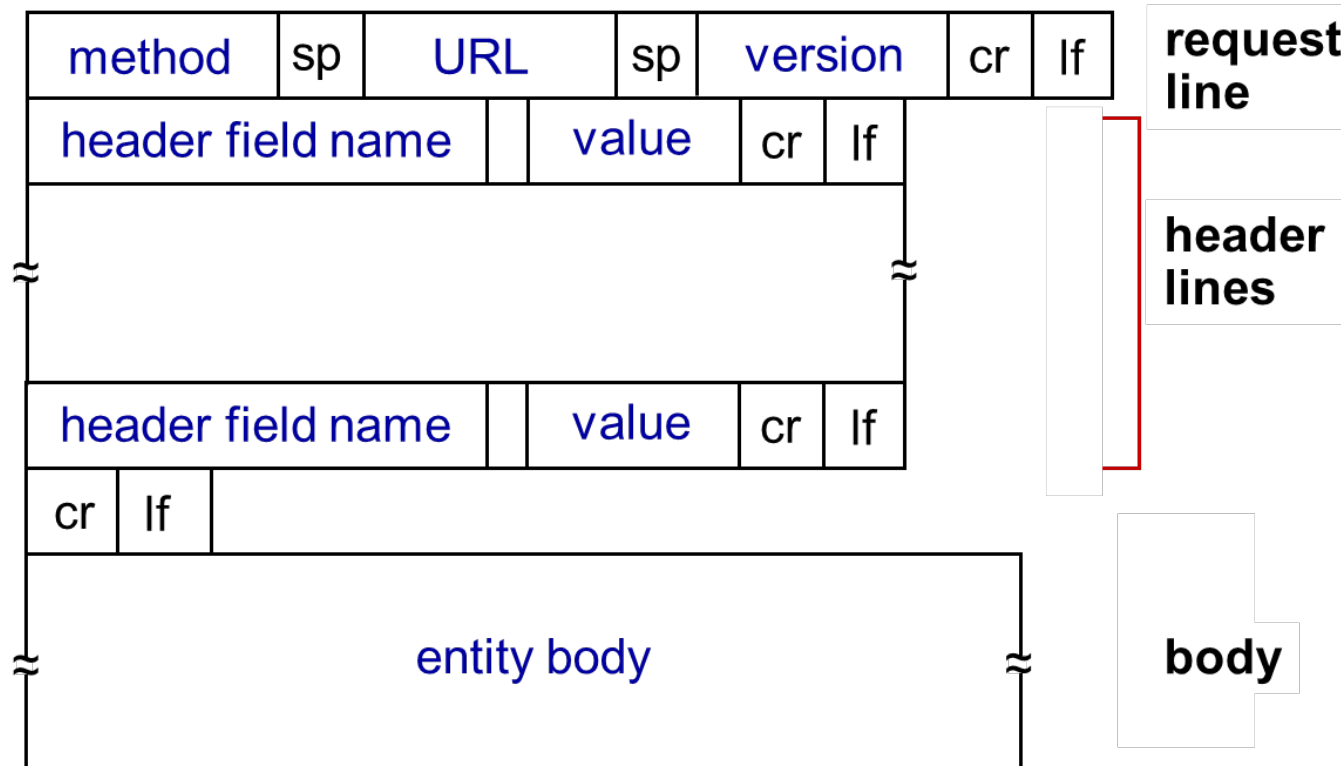 method sp URL sp version cr lf
request
line
header field name value cr lf
header
lines
≈ ≈
header field name value cr lf
cr lf
≈ entity body ≈
body